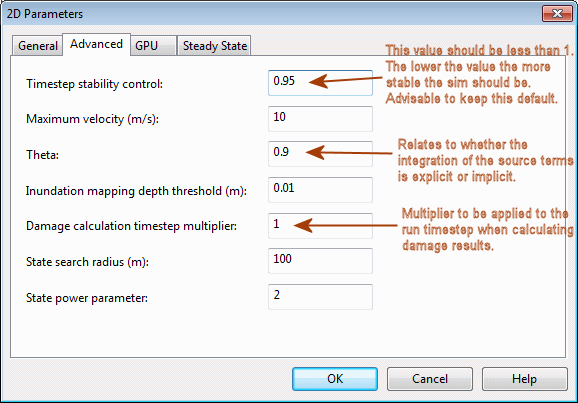 2D Parameters
General Advanced GPU Steady State
This value should be less than 1.
The lower the value the more
stable the sim should be.
Advisable to keep this default.
Timestep stability control: 0.95
Maximum velocity (m/s): 10
Theta: 0.9
Relates to whether the
integration of the source terms
is explicit or implicit.
Inundation mapping depth threshold (m): 0.01
Damage calculation timestep multiplier: 1
Multiplier to be applied to the
run timestep when calculating
damage results.
State search radius (m): 100
State power parameter: 2
OK Cancel Help